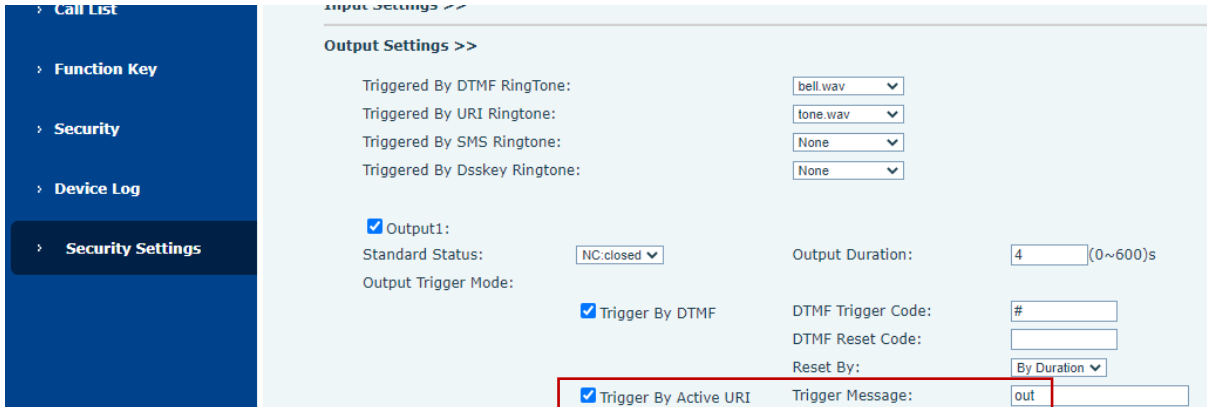 › Call List
Input Settings >>
Output Settings >>
› Function Key
Triggered By DTMF RingTone: bell.wav
Triggered By URI Ringtone: tone.wav
› Security
Triggered By SMS Ringtone: None
Triggered By Dsskey Ringtone: None
› Device Log
Output1:
› Security Settings
Standard Status: NC:closed Output Duration: 4 (0~600)s
Output Trigger Mode:
Trigger By DTMF DTMF Trigger Code: #
DTMF Reset Code:
Reset By: By Duration
Trigger By Active URI Trigger Message: out